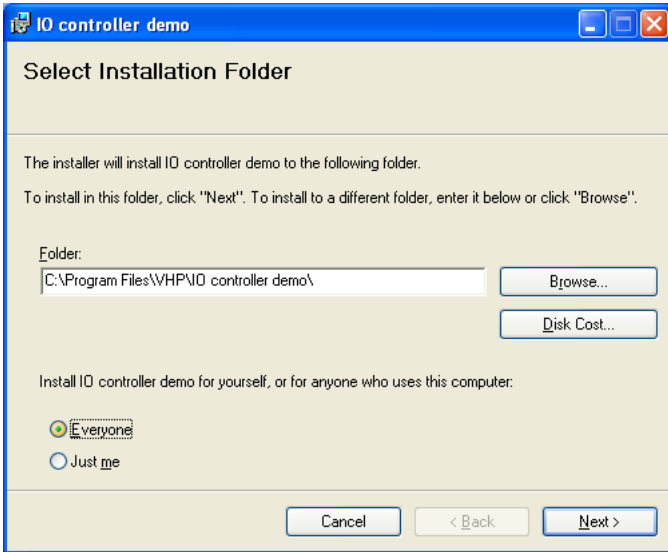 IO controller demo
Select Installation Folder
The installer will install IO controller demo to the following folder.
To install in this folder, click "Next". To install to a different folder, enter it below or click "Browse".
Folder:
C:\Program Files\VHP\IO controller demo\
Browse...
Disk Cost...
Install IO controller demo for yourself, or for anyone who uses this computer:
Everyone
Just me
Cancel
< Back
Next >